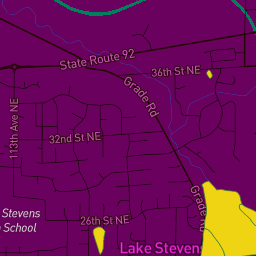 State Route 92
36th St NE
Grade Rd
113th Ave NE
32nd St NE
Grade Rd
Stevens
School
26th St NE
Lake Stevens